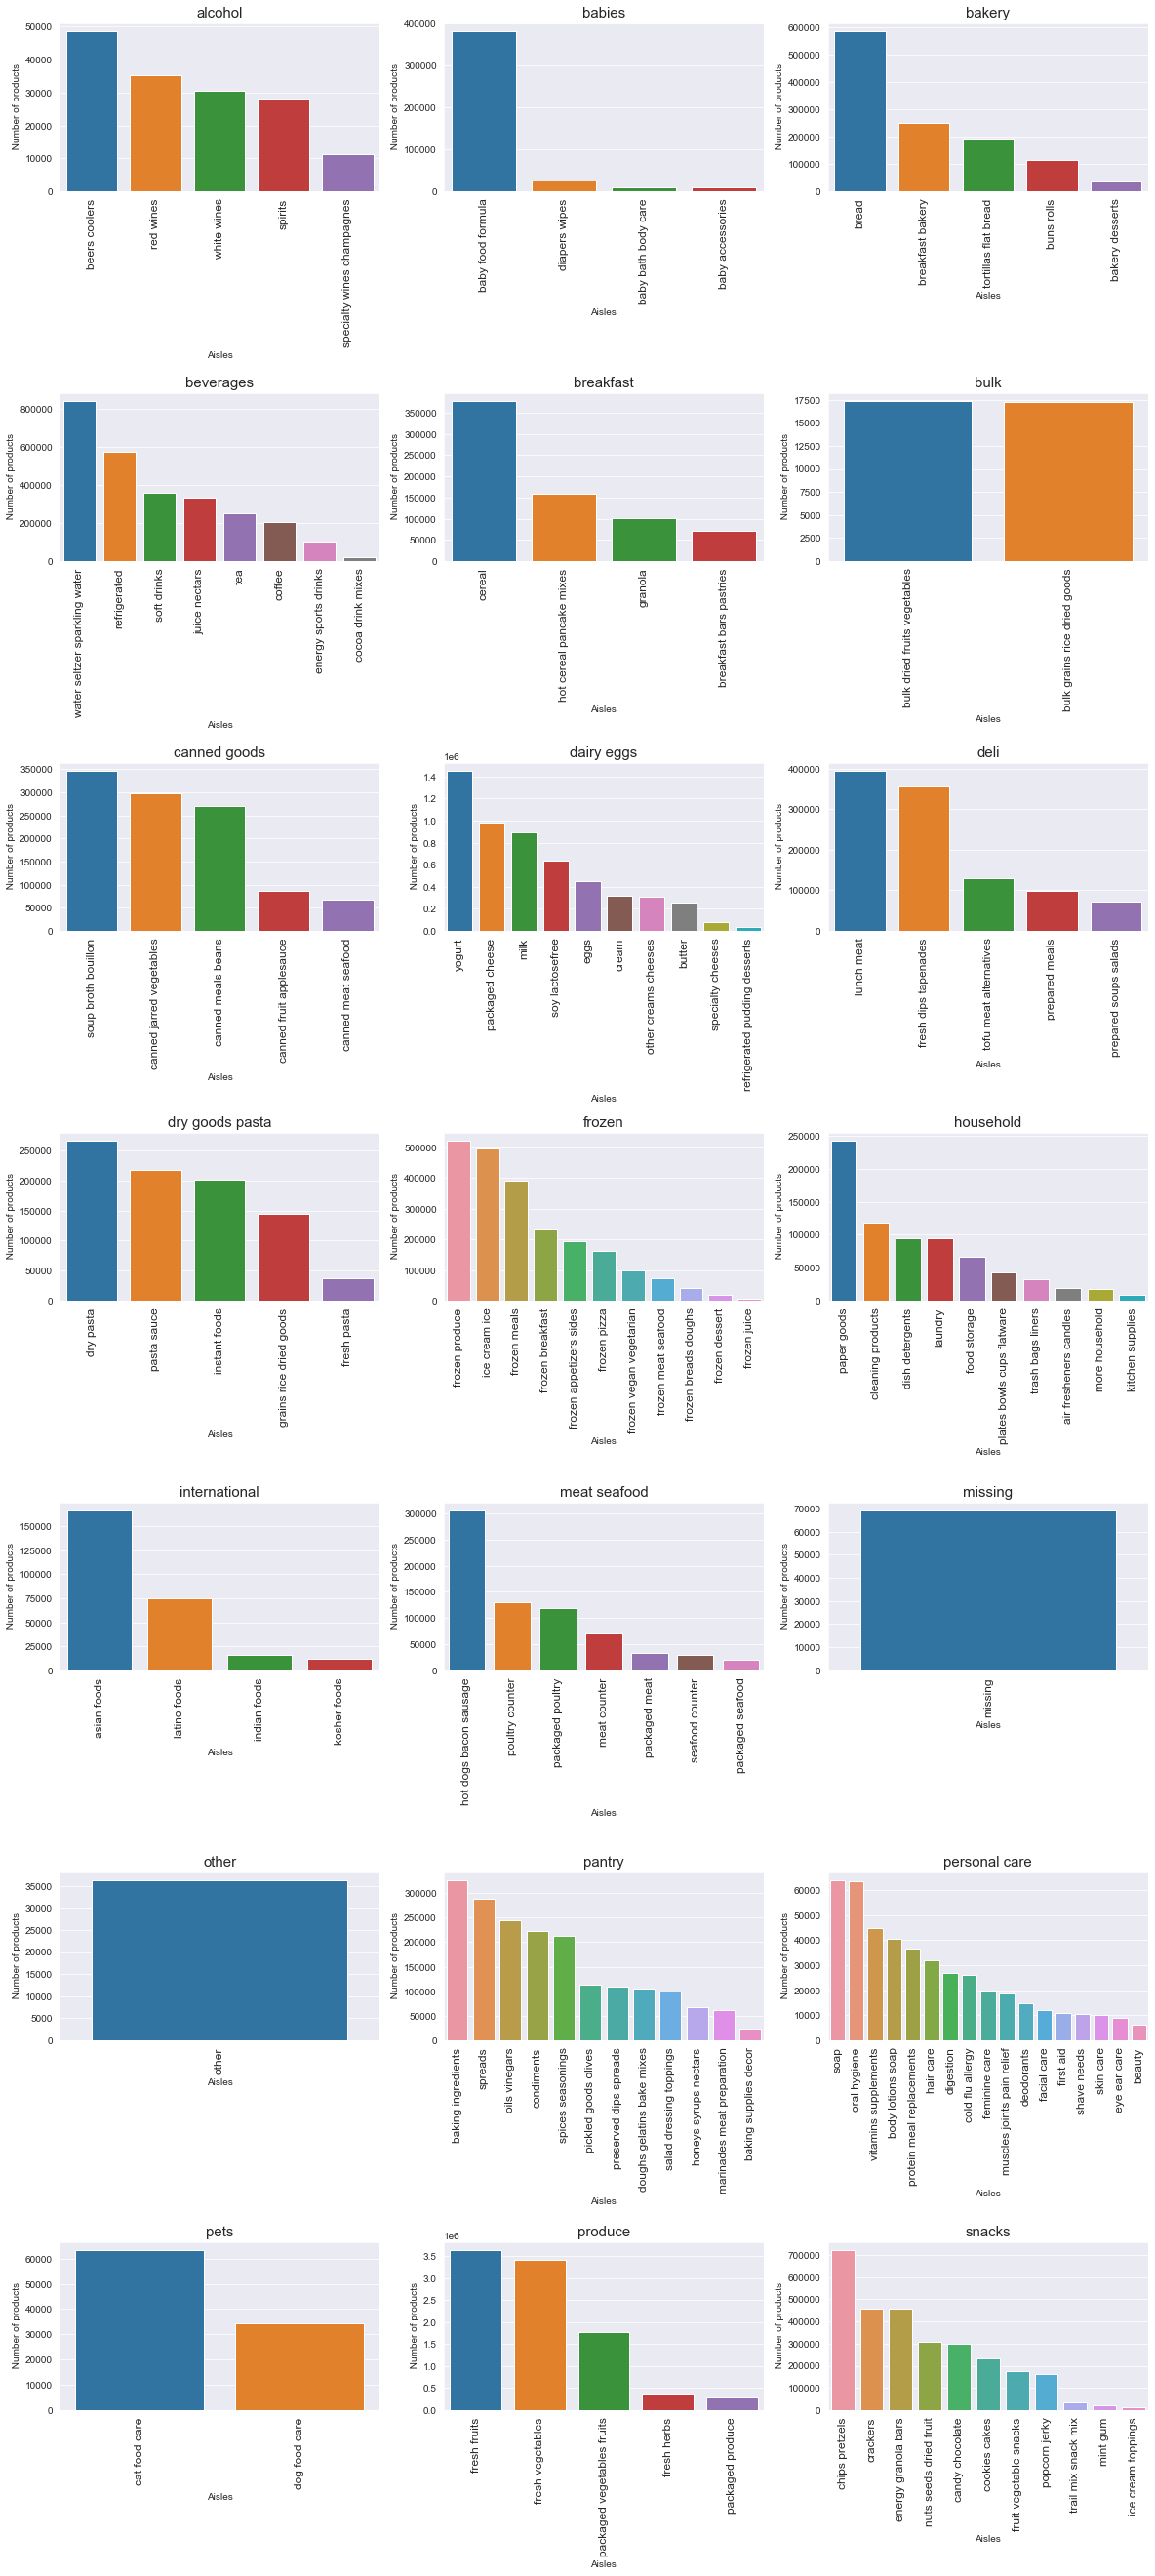 alcohol
Number of products
50000
40000
30000
20000
10000
0
beers coolers
red wines
white wines
spirits
specialty wines champagnes
Aisles
babies
Number of products
400000
300000
200000
100000
0
baby food formula
diapers wipes
baby bath body care
baby accessories
Aisles
bakery
Number of products
600000
500000
400000
300000
200000
100000
0
bread
breakfast bakery
tortillas flat bread
buns rolls
bakery desserts
Aisles
beverages
Number of products
800000
600000
400000
200000
0
water seltzer sparkling water
refrigerated
soft drinks
juice nectars
tea
coffee
energy sports drinks
cocoa drink mixes
Aisles
breakfast
Number of products
350000
300000
250000
200000
150000
100000
50000
0
cereal
hot cereal pancake mixes
granola
breakfast bars pastries
Aisles
bulk
Number of products
17500
15000
12500
10000
7500
5000
2500
0
bulk dried fruits vegetables
bulk grains rice dried goods
Aisles
canned goods
Number of products
350000
300000
250000
200000
150000
100000
50000
0
soup broth bouillon
canned jarred vegetables
canned meals beans
canned fruit applesauce
canned meat seafood
Aisles
dairy eggs
1e6
Number of products
1.4
1.2
1.0
0.8
0.6
0.4
0.2
0.0
yogurt
packaged cheese
milk
soy lactosefree
eggs
cream
other creams cheeses
butter
specialty cheeses
refrigerated pudding desserts
Aisles
deli
Number of products
400000
300000
200000
100000
0
lunch meat
fresh dips tapenades
tofu meat alternatives
prepared meals
prepared soups salads
Aisles
dry goods pasta
Number of products
250000
200000
150000
100000
50000
0
dry pasta
pasta sauce
instant foods
grains rice dried goods
fresh pasta
Aisles
frozen
Number of products
500000
400000
300000
200000
100000
0
frozen produce
ice cream ice
frozen meals
frozen breakfast
frozen appetizers sides
frozen pizza
frozen vegan vegetarian
frozen meat seafood
frozen breads doughs
frozen dessert
frozen juice
Aisles
household
Number of products
250000
200000
150000
100000
50000
0
paper goods
cleaning products
dish detergents
laundry
food storage
plates bowls cups flatware
trash bags liners
air fresheners candles
more household
kitchen supplies
Aisles
international
Number of products
150000
125000
100000
75000
50000
25000
0
asian foods
latino foods
indian foods
kosher foods
Aisles
meat seafood
Number of products
300000
250000
200000
150000
100000
50000
0
hot dogs bacon sausage
poultry counter
packaged poultry
meat counter
packaged meat
seafood counter
packaged seafood
Aisles
missing
Number of products
70000
60000
50000
40000
30000
20000
10000
0
missing
Aisles
other
Number of products
35000
30000
25000
20000
15000
10000
5000
0
other
Aisles
pantry
Number of products
300000
250000
200000
150000
100000
50000
0
baking ingredients
spreads
oils vinegars
condiments
spices seasonings
pickled goods olives
preserved dips spreads
doughs gelatins bake mixes
salad dressing toppings
honeys syrups nectars
marinades meat preparation
baking supplies decor
Aisles
personal care
Number of products
60000
50000
40000
30000
20000
10000
0
soap
oral hygiene
vitamins supplements
body lotions soap
protein meal replacements
hair care
digestion
cold flu allergy
feminine care
muscles joints pain relief
deodorants
facial care
first aid
shave needs
skin care
eye ear care
beauty
Aisles
pets
Number of products
60000
50000
40000
30000
20000
10000
0
cat food care
dog food care
Aisles
produce
1e6
Number of products
3.5
3.0
2.5
2.0
1.5
1.0
0.5
0.0
fresh fruits
fresh vegetables
packaged vegetables fruits
fresh herbs
packaged produce
Aisles
snacks
Number of products
700000
600000
500000
400000
300000
200000
100000
0
chips pretzels
crackers
energy granola bars
nuts seeds dried fruit
candy chocolate
cookies cakes
fruit vegetable snacks
popcorn jerky
trail mix snack mix
mint gum
ice cream toppings
Aisles